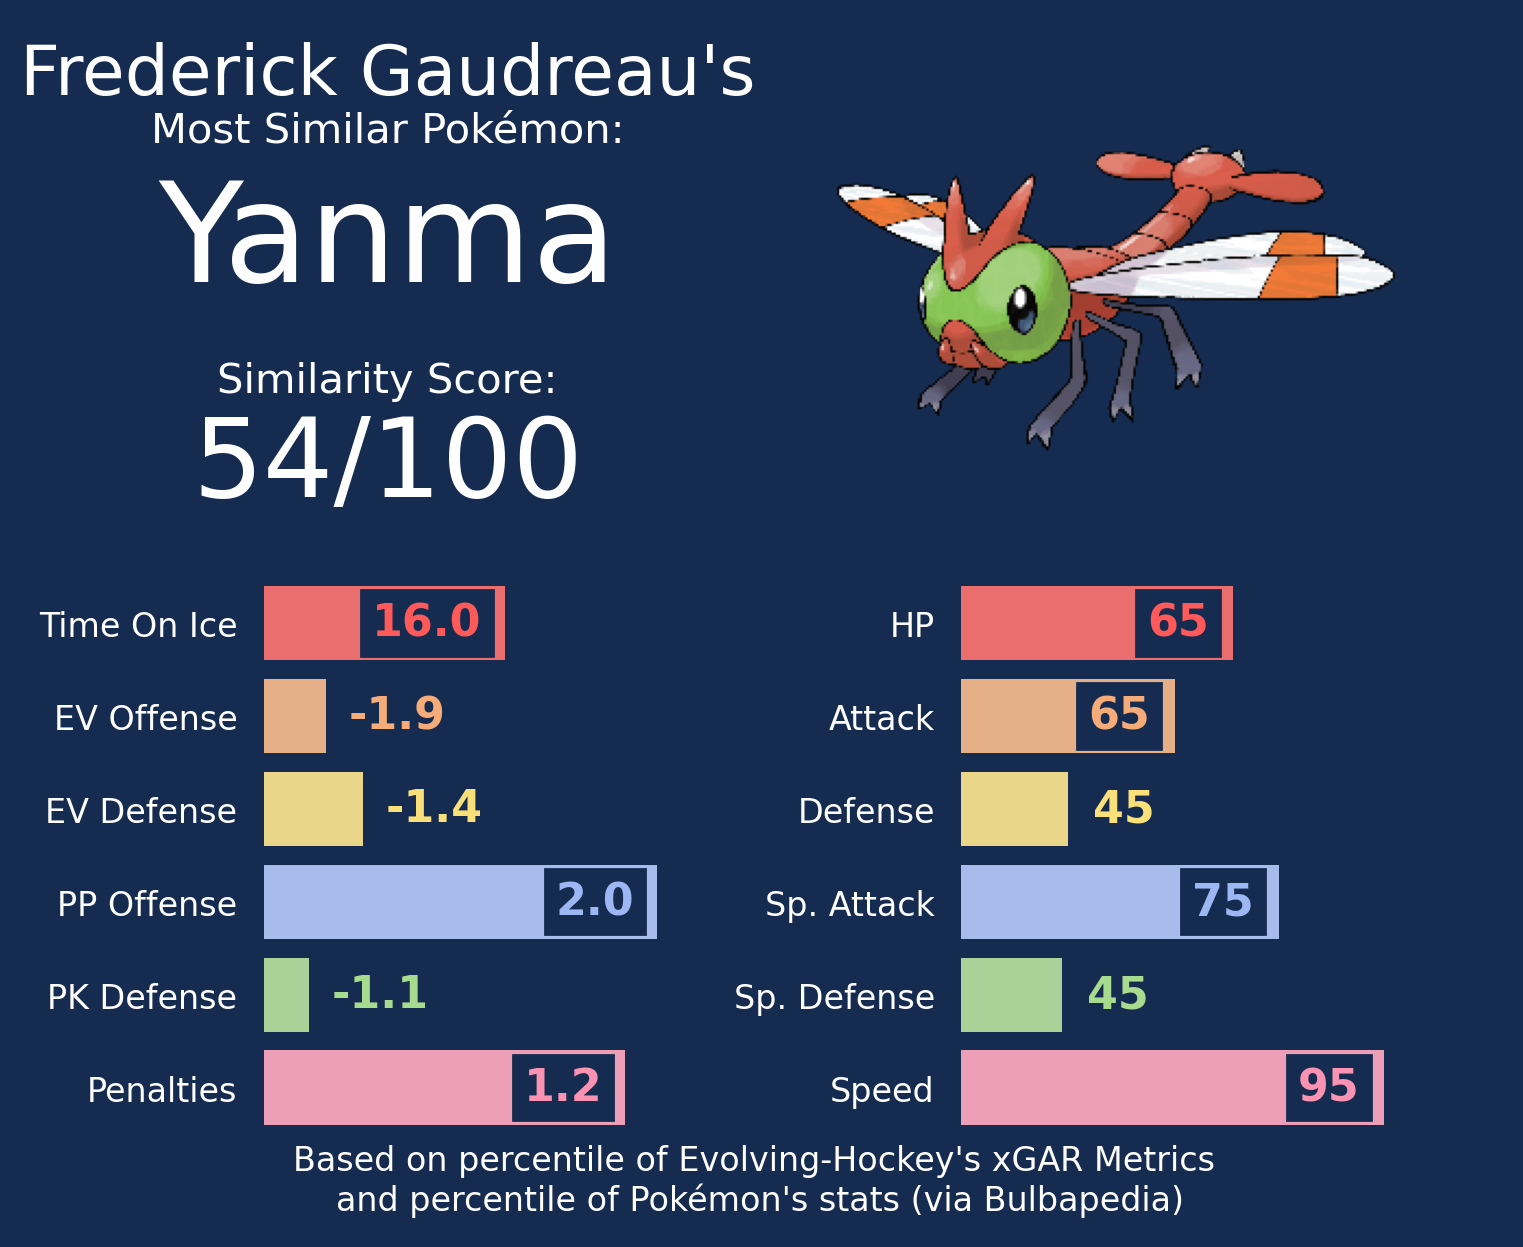 Frederick Gaudreau's
Most Similar Pokémon:
Yanma
Similarity Score:
54/100
Time On Ice 16.0
EV Offense -1.9
EV Defense -1.4
PP Offense 2.0
PK Defense -1.1
Penalties 1.2
HP 65
Attack 65
Defense 45
Sp. Attack 75
Sp. Defense 45
Speed 95
Based on percentile of Evolving-Hockey's xGAR Metrics
and percentile of Pokémon's stats (via Bulbapedia)